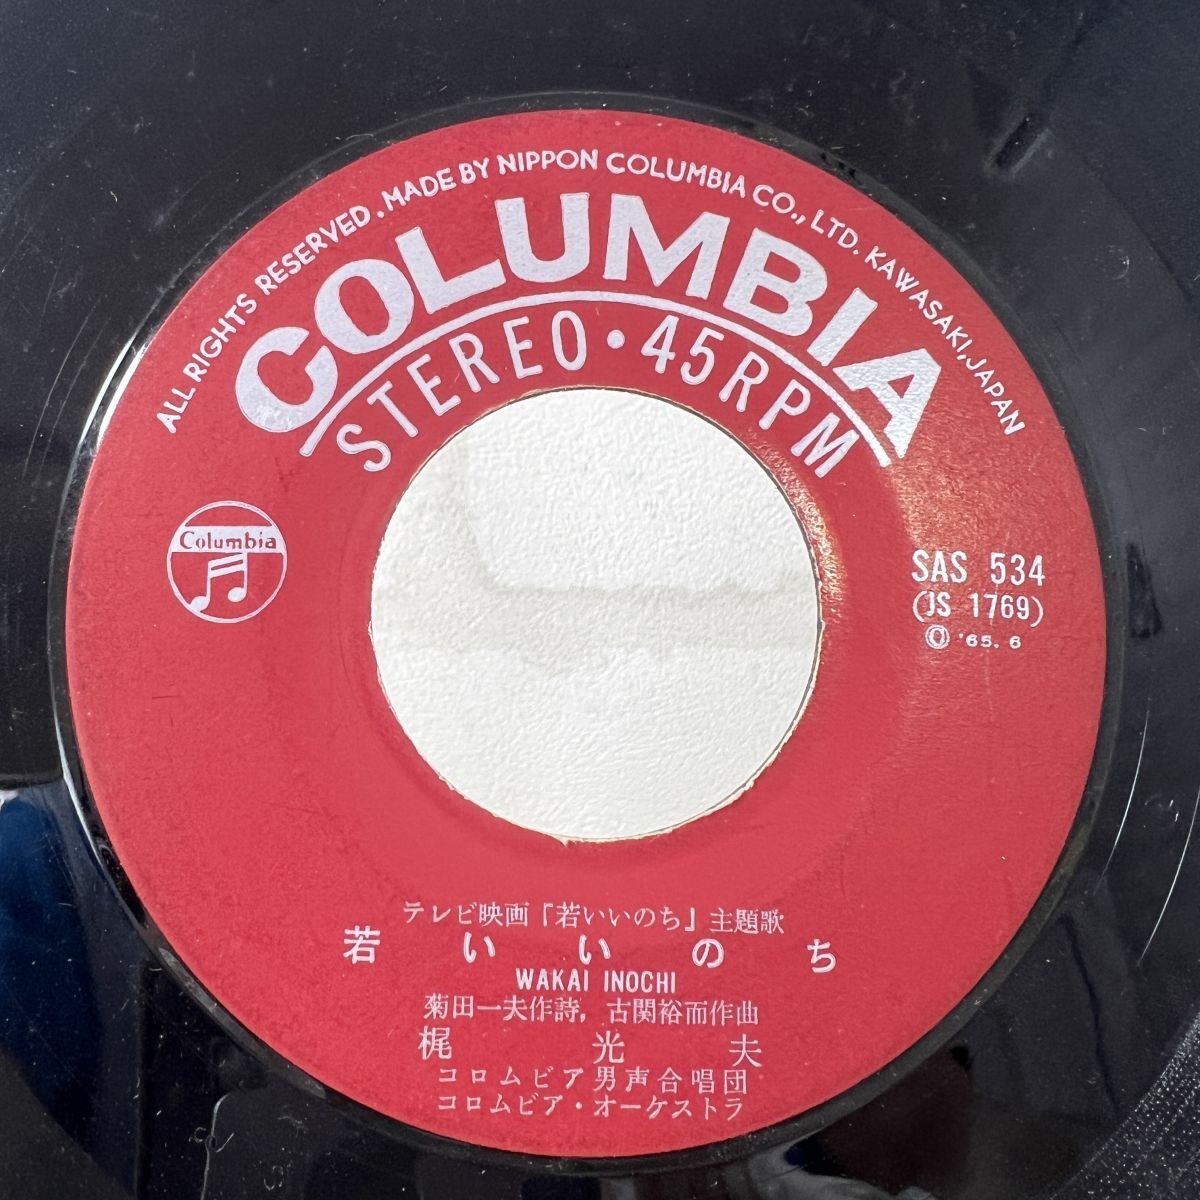 ALL RIGHTS RESERVED. MADE BY NIPPON COLUMBIA CO., LTD. KAWASAKI, JAPAN
COLUMBIA
STEREO・45RPM
Columbia
SAS 534
(JS 1769)
Ⓞ '65. 6
テレビ映画『若いいのち』主題歌
若いいのち
WAKAI INOCHI
菊田一夫作詩, 古関裕而作曲
梶光夫
コロムビア男声合唱団
コロムビア・オーケストラ